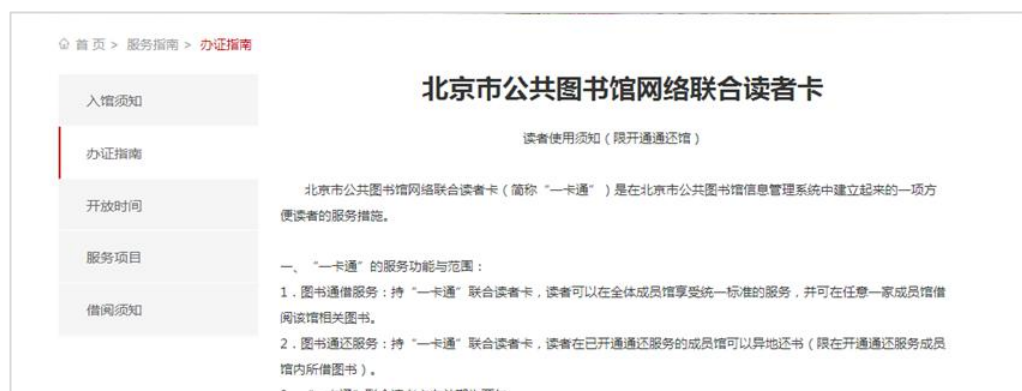 首 页 > 服务指南 > 办证指南
入馆须知
办证指南
开放时间
服务项目
借阅须知
北京市公共图书馆网络联合读者卡
读者使用须知（限开通通还馆）
北京市公共图书馆网络联合读者卡（简称“一卡通”）是在北京市公共图书馆信息管理系统中建立起来的一项方
便读者的服务措施。
一、“一卡通”的服务功能与范围：
1．图书通借服务：持“一卡通”联合读者卡，读者可以在全体成员馆享受统一标准的服务，并可在任意一家成员馆借
阅该馆相关图书。
2．图书通还服务：持“一卡通”联合读者卡，读者在已开通通还服务的成员馆可以异地还书（限在开通通还服务成员
馆内所借图书）。